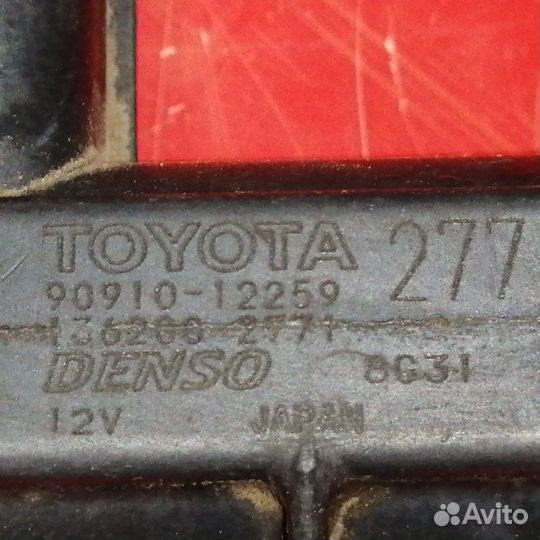 TOYOTA 277
90910-12259
136200-2771
DENSO 8G31
12V JAPAN
Avito